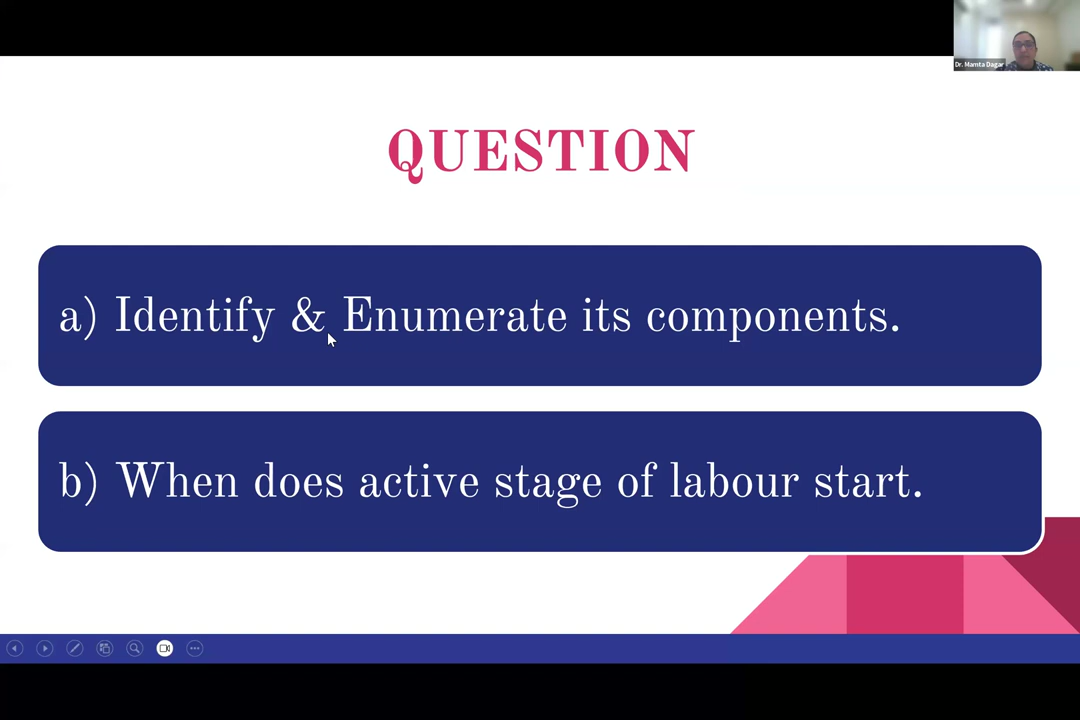 Dr. Mamta Dagar
QUESTION
a) Identify & Enumerate its components.
b) When does active stage of labour start.